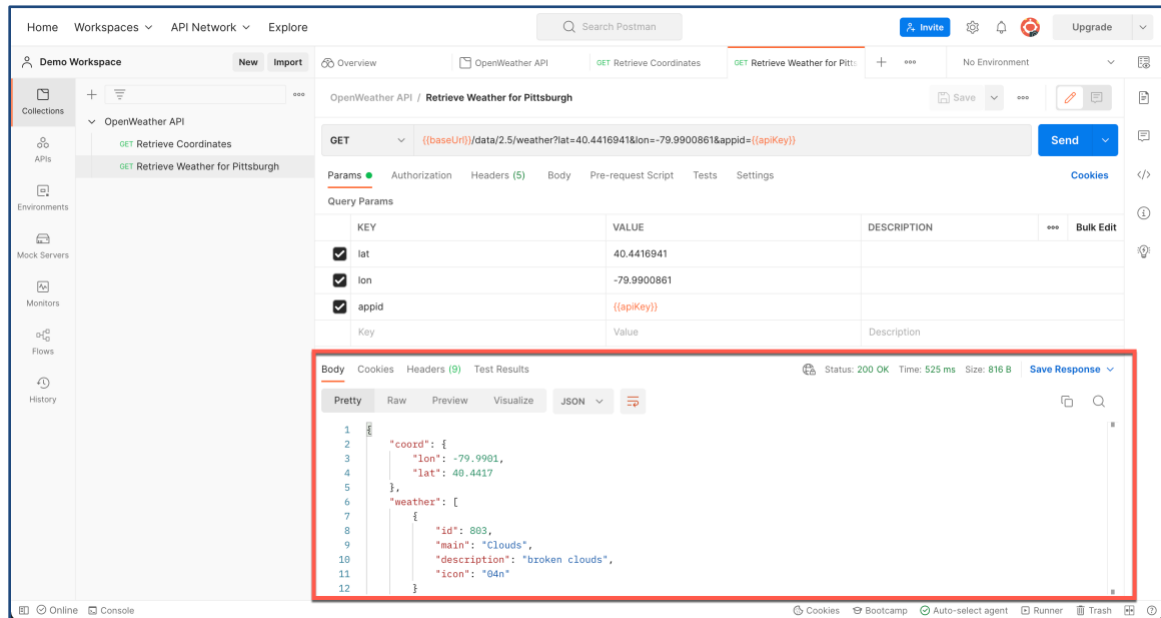 Home Workspaces API Network Explore Search Postman Invite Upgrade
Demo Workspace New Import Overview OpenWeather API GET Retrieve Coordinates GET Retrieve Weather for Pitts No Environment
Collections
APIs
Environments
Mock Servers
Monitors
Flows
History
OpenWeather API
GET Retrieve Coordinates
GET Retrieve Weather for Pittsburgh
OpenWeather API / Retrieve Weather for Pittsburgh Save
GET {{baseUrl}}/data/2.5/weather?lat=40.4416941&lon=-79.9900861&appid={{apiKey}} Send
Params Authorization Headers (5) Body Pre-request Script Tests Settings Cookies
Query Params
KEY VALUE DESCRIPTION Bulk Edit
lat 40.4416941
lon -79.9900861
appid {{apiKey}}
Key Value Description
Body Cookies Headers (9) Test Results Status: 200 OK Time: 525 ms Size: 816 B Save Response
Pretty Raw Preview Visualize JSON
1 {
2 "coord": {
3 "lon": -79.9901,
4 "lat": 40.4417
5 },
6 "weather": [
7 {
8 "id": 803,
9 "main": "Clouds",
10 "description": "broken clouds",
11 "icon": "04n"
12 }
Online Console Cookies Bootcamp Auto-select agent Runner Trash